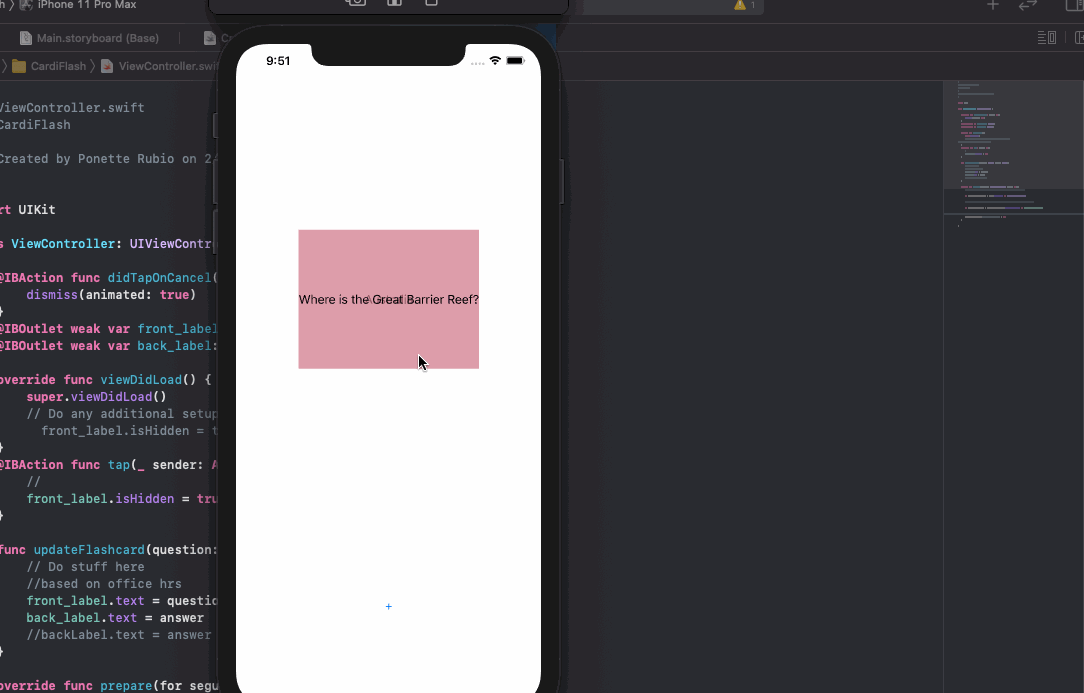 iPhone 11 Pro Max
1
Main.storyboard (Base)
CardiFlash
ViewController.swif
9:51
ViewController.swift
CardiFlash
Created by Ponette Rubio on 2
rt UIKit
s ViewController: UIViewContr
@IBAction func didTapOnCancel(
dismiss(animated: true)
}
@IBOutlet weak var front_label
@IBOutlet weak var back_label:
override func viewDidLoad() {
super.viewDidLoad()
// Do any additional setup
front_label.isHidden = t
}
@IBAction func tap(_ sender: A
//
front_label.isHidden = tru
}
func updateFlashcard(question:
// Do stuff here
//based on office hrs
front_label.text = questio
back_label.text = answer
//backLabel.text = answer
}
override func prepare(for segu
Where is the Great Barrier Reef?
+